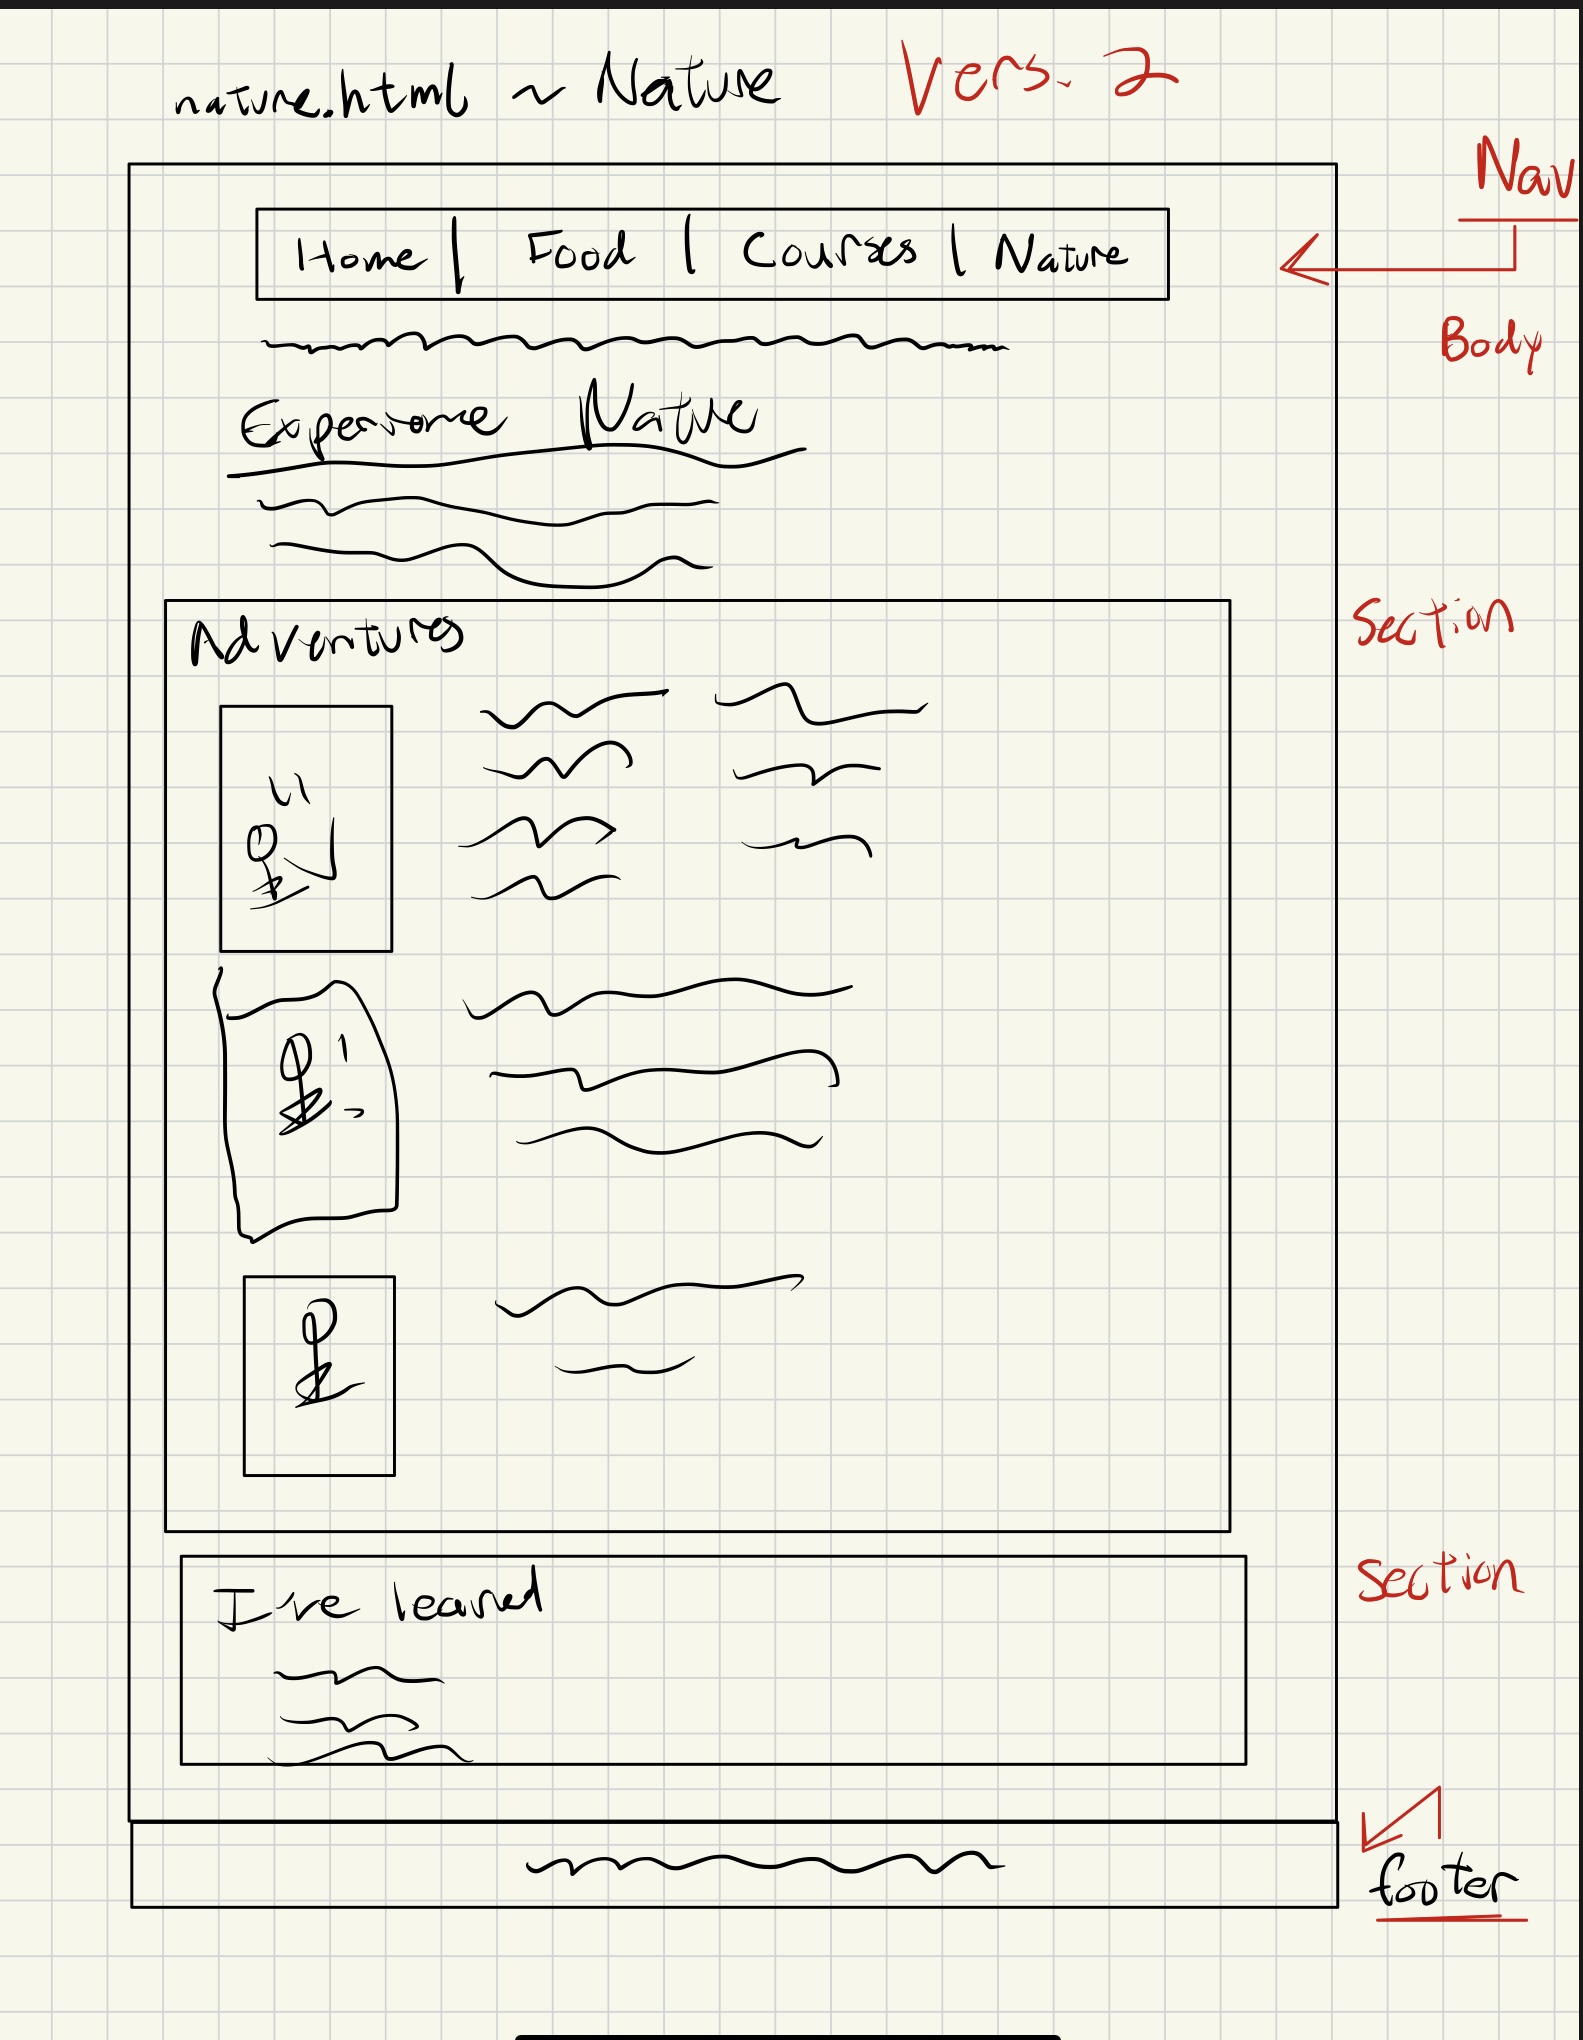 nature.html ~ Nature Vers. 2
Nav
Home | Food | Courses | Nature
Body
Experience Nature
Section
Adventures
Section
I've learned
footer